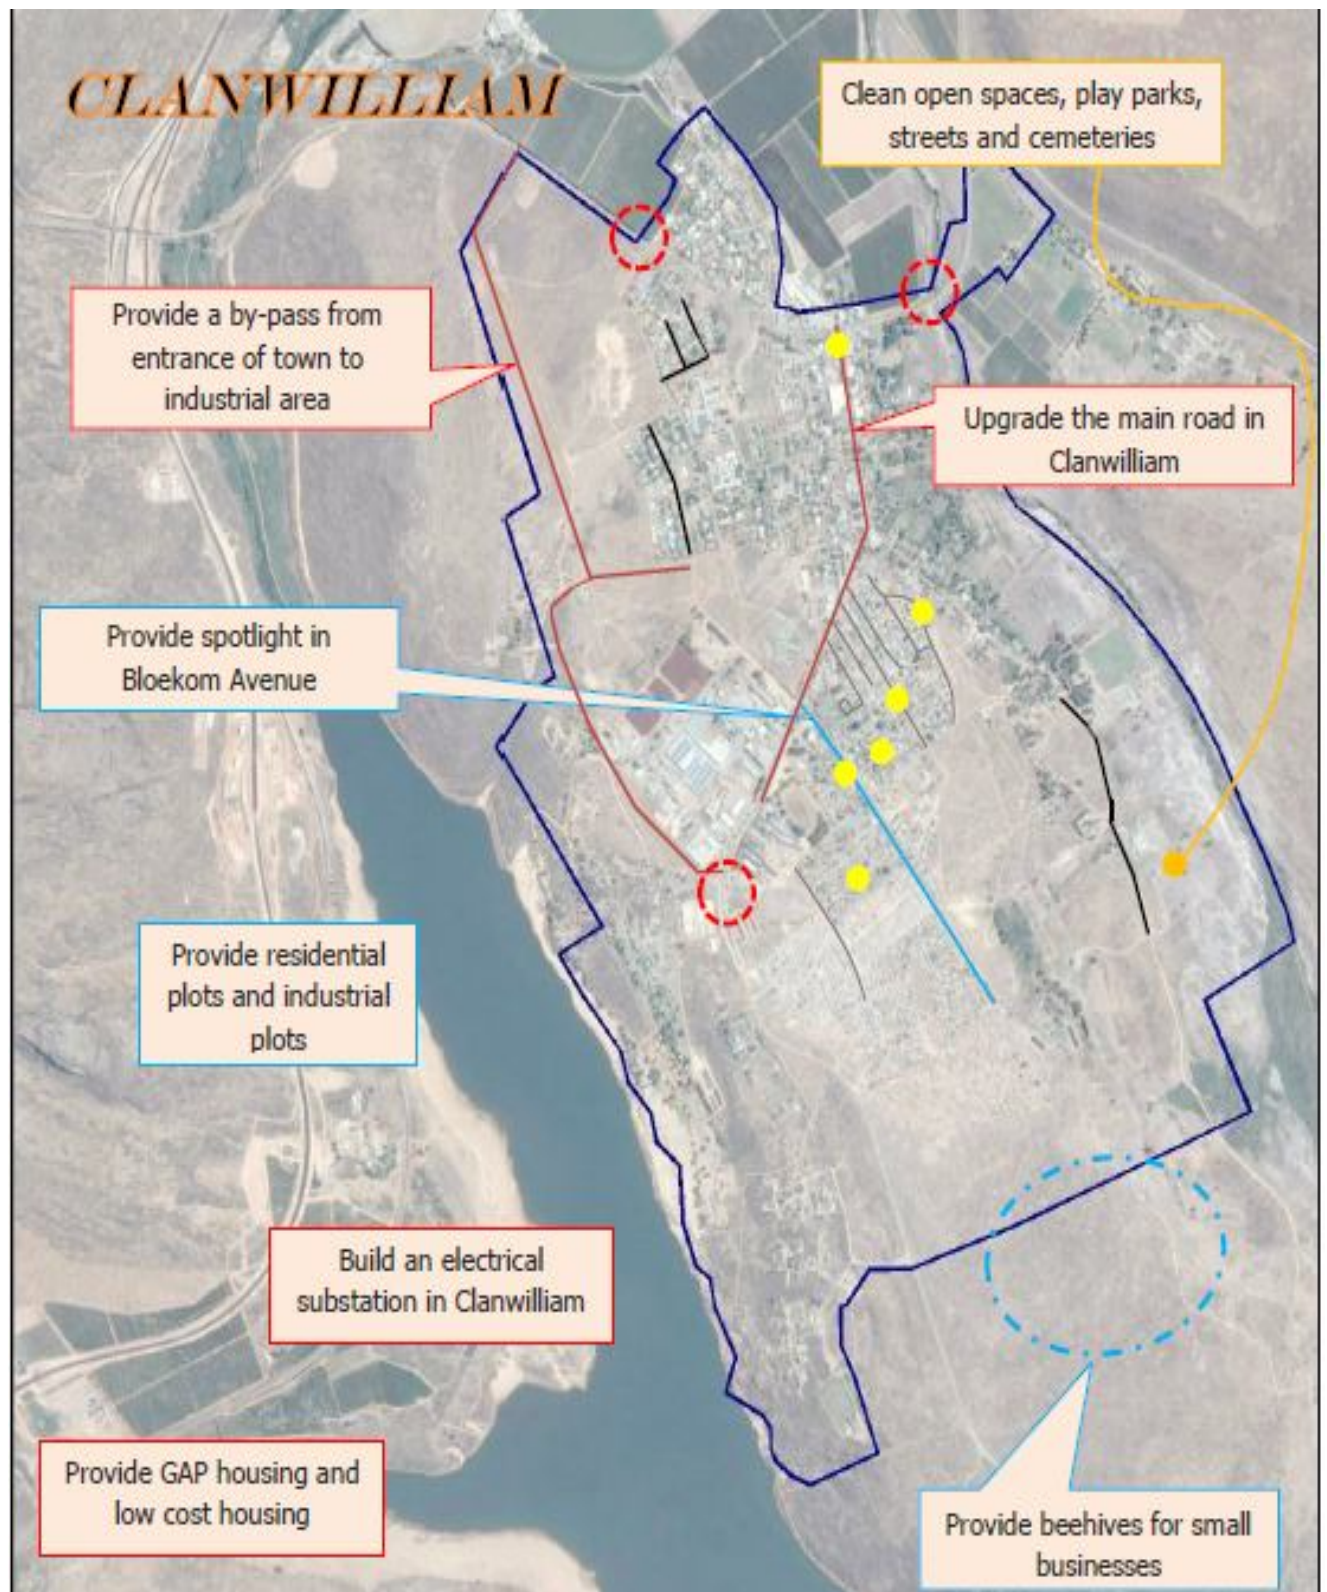 CLANWILLIAM
Clean open spaces, play parks,
streets and cemeteries
Provide a by-pass from
entrance of town to
industrial area
Upgrade the main road in
Clanwilliam
Provide spotlight in
Bloekom Avenue
Provide residential
plots and industrial
plots
Build an electrical
substation in Clanwilliam
Provide GAP housing and
low cost housing
Provide beehives for small
businesses